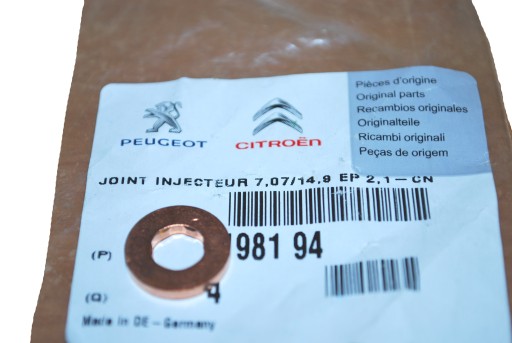 Pièces d'origine
Original parts
Recambios originales
Originalteile
Ricambi originali
Peças de origem
PEUGEOT
CITROËN
JOINT INJECTEUR 7,07/14,9 EP 2,1-CN
(P) 981 94
(Q) 4
Made in DE - Germany